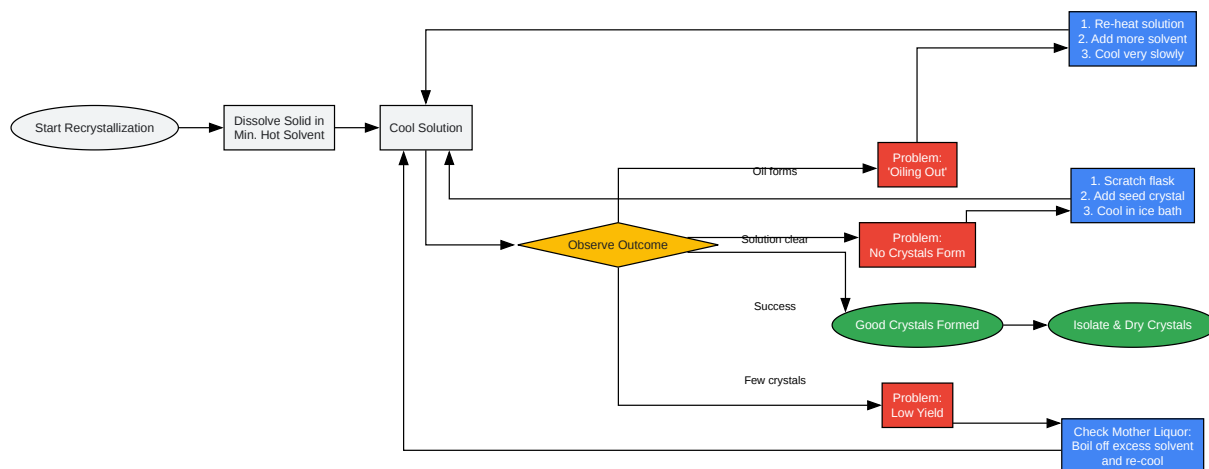 1. Re-heat solution
2. Add more solvent
3. Cool very slowly
Start Recrystallization
Dissolve Solid in
Min. Hot Solvent
Cool Solution
Oil forms
Problem:
'Oiling Out'
1. Scratch flask
2. Add seed crystal
3. Cool in ice bath
Observe Outcome
Solution clear
Problem:
No Crystals Form
Success
Good Crystals Formed
Isolate & Dry Crystals
Few crystals
Problem:
Low Yield
Check Mother Liquor:
Boil off excess solvent
and re-cool